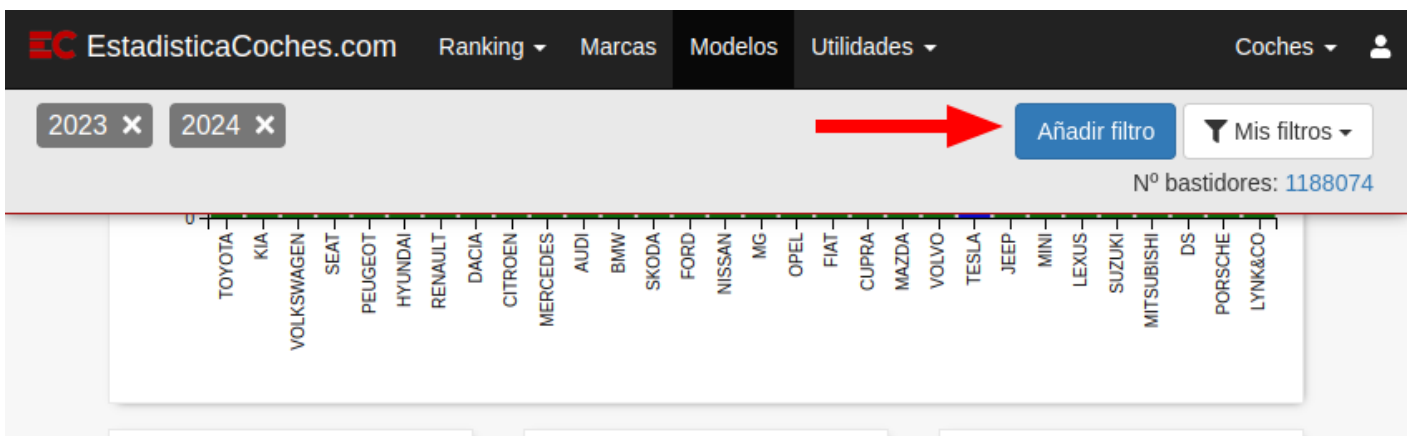 EC EstadisticaCoches.com Ranking Marcas Modelos Utilidades Coches
2023 2024 Añadir filtro Mis filtros
Nº bastidores: 1188074
0
TOYOTA
KIA
VOLKSWAGEN
SEAT
PEUGEOT
HYUNDAI
RENAULT
DACIA
CITROEN
MERCEDES
AUDI
BMW
SKODA
FORD
NISSAN
MG
OPEL
FIAT
CUPRA
MAZDA
VOLVO
TESLA
JEEP
MINI
LEXUS
SUZUKI
MITSUBISHI
DS
PORSCHE
LYNK&CO